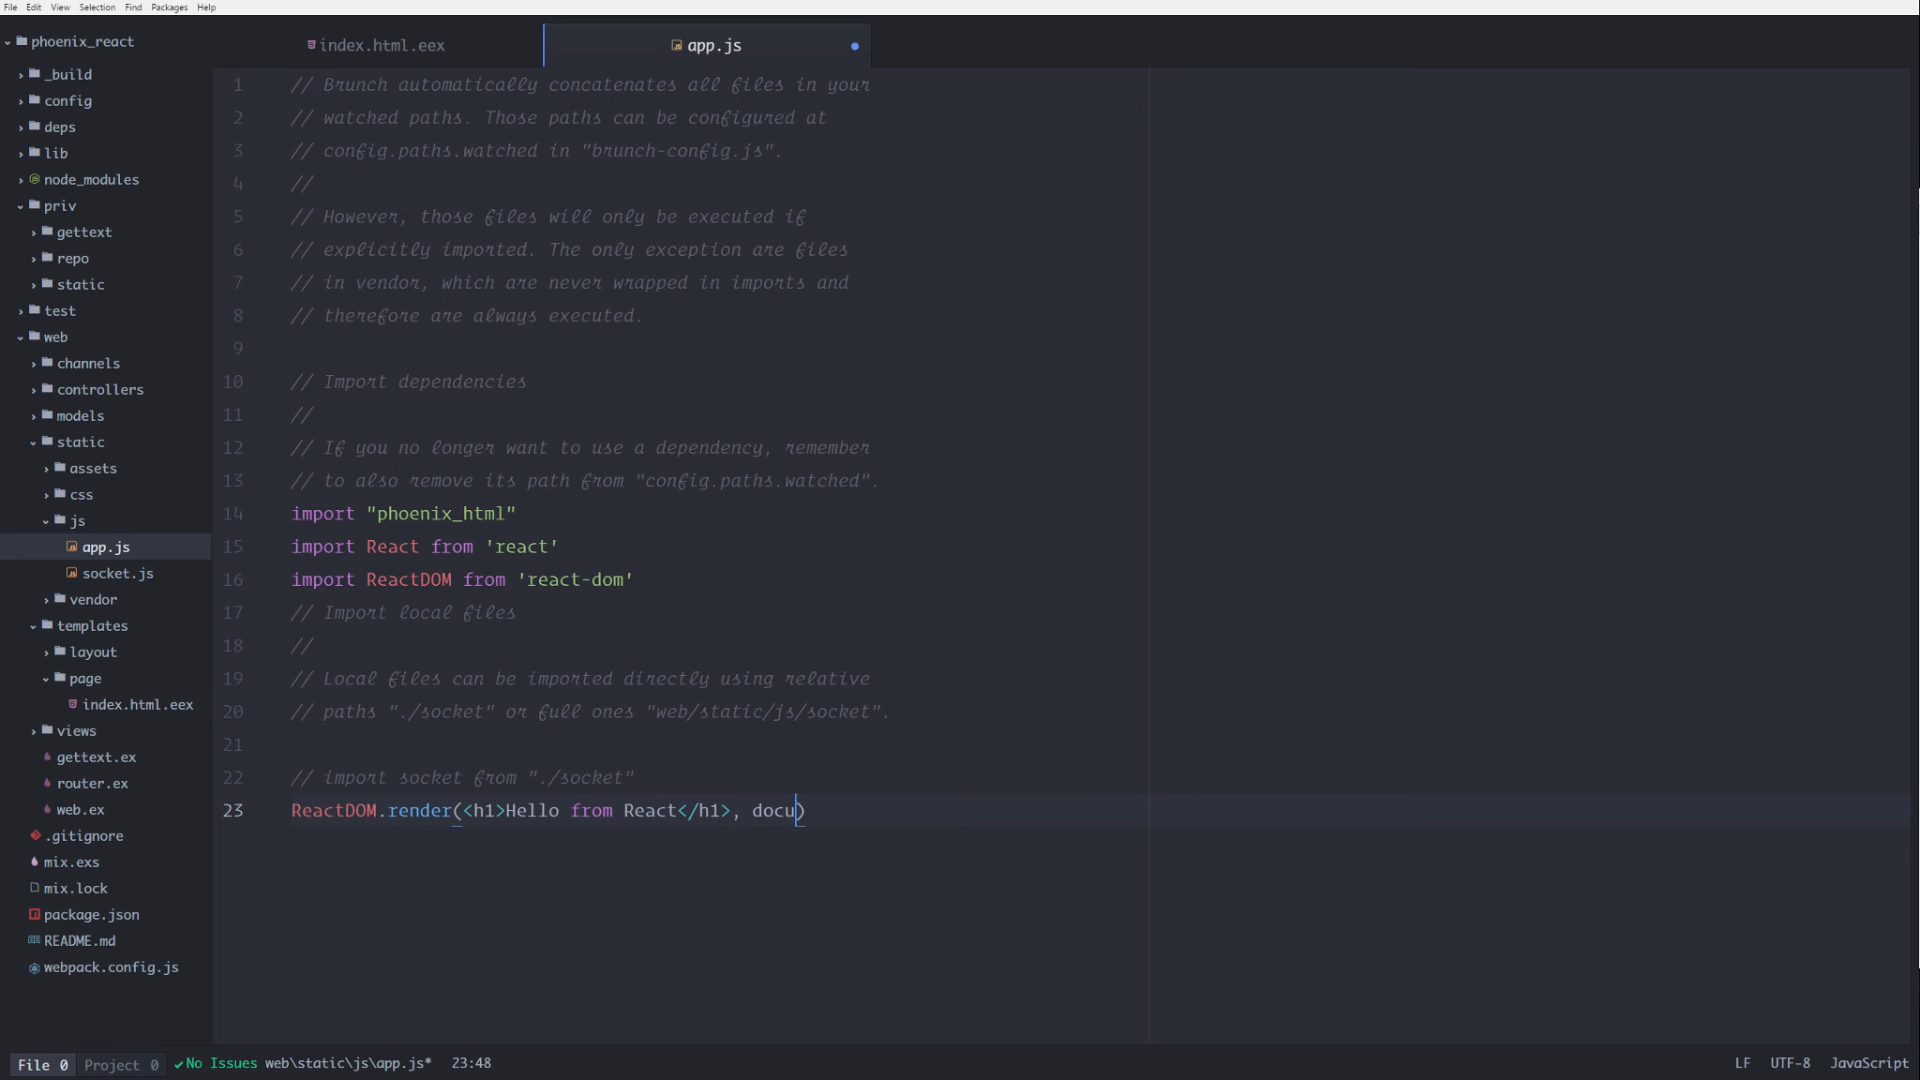 File Edit View Selection Find Packages Help
phoenix_react
_build
config
deps
lib
node_modules
priv
gettext
repo
static
test
web
channels
controllers
models
static
assets
css
js
app.js
socket.js
vendor
templates
layout
page
index.html.eex
views
gettext.ex
router.ex
web.ex
.gitignore
mix.exs
mix.lock
package.json
README.md
webpack.config.js
index.html.eex app.js
1 // Brunch automatically concatenates all files in your
2 // watched paths. Those paths can be configured at
3 // config.paths.watched in "brunch-config.js".
4 //
5 // However, those files will only be executed if
6 // explicitly imported. The only exception are files
7 // in vendor, which are never wrapped in imports and
8 // therefore are always executed.
9
10 // Import dependencies
11 //
12 // If you no longer want to use a dependency, remember
13 // to also remove its path from "config.paths.watched".
14 import "phoenix_html"
15 import React from 'react'
16 import ReactDOM from 'react-dom'
17 // Import local files
18 //
19 // Local files can be imported directly using relative
20 // paths "./socket" or full ones "web/static/js/socket".
21
22 // import socket from "./socket"
23 ReactDOM.render(<h1>Hello from React</h1>, docu)
File 0 Project 0 No Issues web\static\js\app.js* 23:48 LF UTF-8 JavaScript